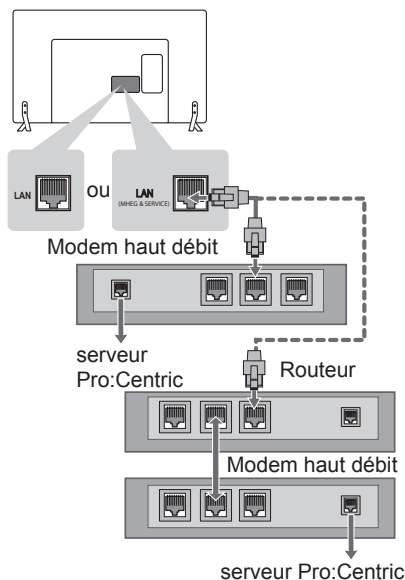 LAN
ou
LAN
(MHEG & SERVICE)
Modem haut débit
serveur
Pro:Centric
Routeur
Modem haut débit
serveur Pro:Centric